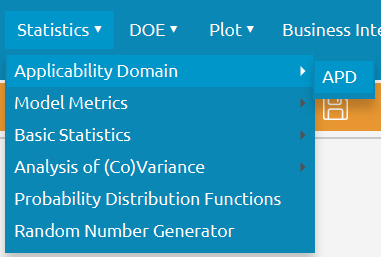 Statistics ▾ DOE ▾ Plot ▾ Business Inte
Applicability Domain
APD
Model Metrics
Basic Statistics
Analysis of (Co)Variance
Probability Distribution Functions
Random Number Generator